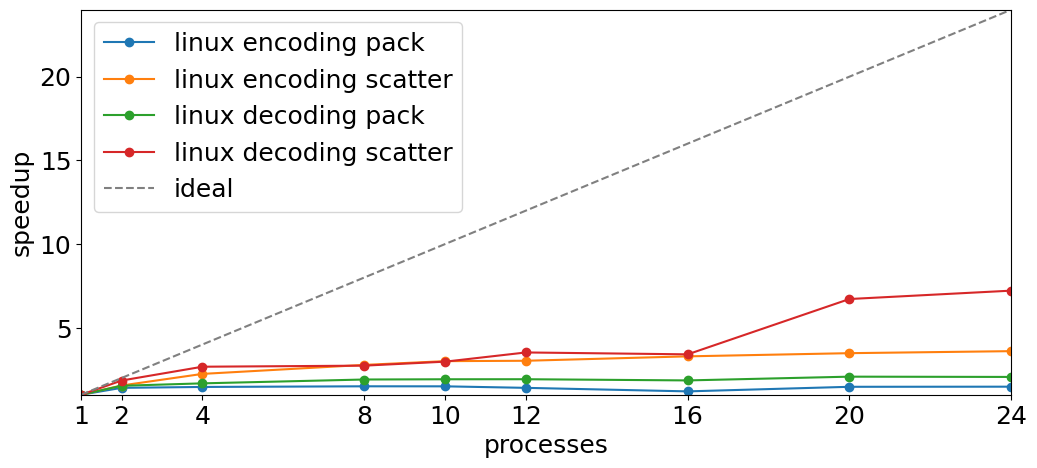 linux encoding pack
linux encoding scatter
linux decoding pack
linux decoding scatter
ideal
speedup
20
15
10
5
1 2 4 8 10 12 16 20 24
processes